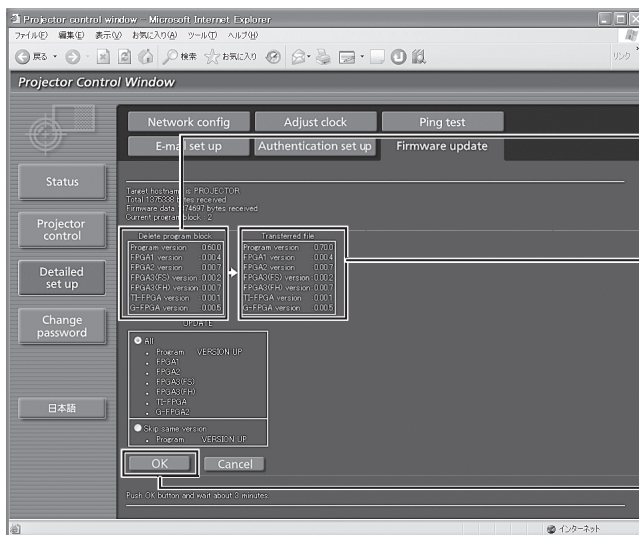 Projector control window - Microsoft Internet Explorer
ファイル(F) 編集(E) 表示(V) お気に入り(A) ツール(T) ヘルプ(H)
戻る 検索 お気に入り リンク
Projector Control Window
Network config Adjust clock Ping test
E-mail set up Authentication set up Firmware update
Status
Projector control
Detailed set up
Change password
日本語
Target hostname is PROJECTOR
Total 1375338 bytes received
Firmware data 74697 bytes received
Current program block : 2
Delete program block
Program version 0.60.0
FPGA1 version :0.00.4
FPGA2 version :0.00.7
FPGA3(FS) version :0.00.2
FPGA3(FH) version :0.00.7
TI-FPGA version :0.00.1
G-FPGA version :0.00.5
Transferred file
Program version :0.70.0
FPGA1 version :0.00.4
FPGA2 version :0.00.7
FPGA3(FS) version :0.00.2
FPGA3(FH) version :0.00.7
TI-FPGA version :0.00.1
G-FPGA version :0.00.5
UPDATE
All
. Program VERSION UP
. FPGA1
. FPGA2
. FPGA3(FS)
. FPGA3(FH)
. TI-FPGA
. G-FPGA2
Skip same version
. Program VERSION UP
OK Cancel
Push OK button and wait about 3 minutes.
インターネット